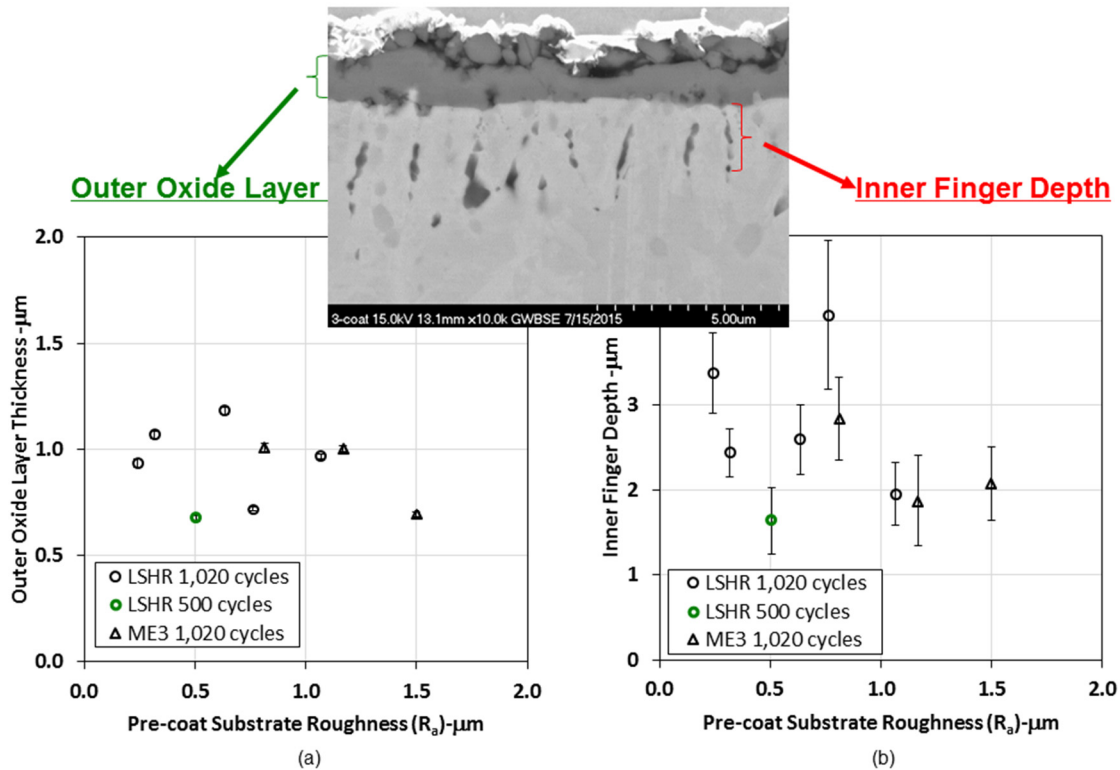 Outer Oxide Layer
Inner Finger Depth
3-coat 15.0kV 13.1mm x10.0k GWBSE 7/15/2015
5.00um
2.0
1.5
1.0
0.5
0.0
Outer Oxide Layer Thickness -μm
LSHR 1,020 cycles
LSHR 500 cycles
ME3 1,020 cycles
0.0 0.5 1.0 1.5 2.0
Pre-coat Substrate Roughness (Ra)-μm
(a)
3
2
1
0
Inner Finger Depth -μm
LSHR 1,020 cycles
LSHR 500 cycles
ME3 1,020 cycles
0.0 0.5 1.0 1.5 2.0
Pre-coat Substrate Roughness (Ra)-μm
(b)